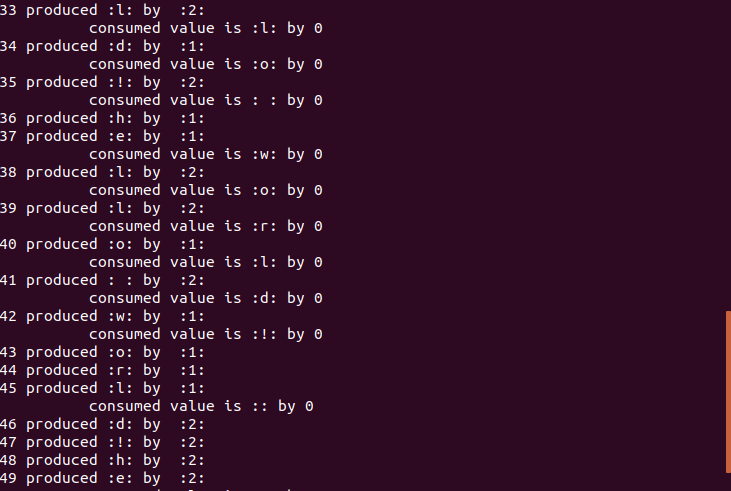 33 produced :l: by  :2:
          consumed value is :l: by 0
34 produced :d: by  :1:
          consumed value is :o: by 0
35 produced :!: by  :2:
          consumed value is : : by 0
36 produced :h: by  :1:
37 produced :e: by  :1:
          consumed value is :w: by 0
38 produced :l: by  :2:
          consumed value is :o: by 0
39 produced :l: by  :2:
          consumed value is :r: by 0
40 produced :o: by  :1:
          consumed value is :l: by 0
41 produced : : by  :2:
          consumed value is :d: by 0
42 produced :w: by  :1:
          consumed value is :!: by 0
43 produced :o: by  :1:
44 produced :r: by  :1:
45 produced :l: by  :1:
          consumed value is :: by 0
46 produced :d: by  :2:
47 produced :!: by  :2:
48 produced :h: by  :2:
49 produced :e: by  :2: